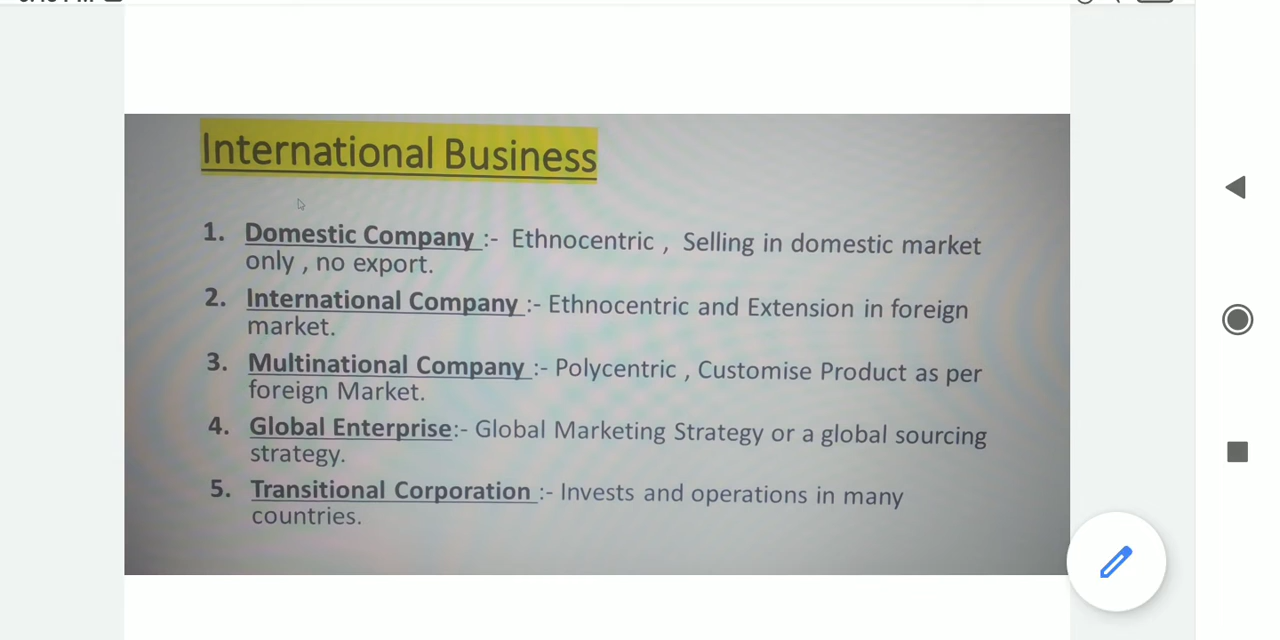 International Business
1. Domestic Company :- Ethnocentric , Selling in domestic market
only , no export.
2. International Company :- Ethnocentric and Extension in foreign
market.
3. Multinational Company :- Polycentric , Customise Product as per
foreign Market.
4. Global Enterprise:- Global Marketing Strategy or a global sourcing
strategy.
5. Transitional Corporation :- Invests and operations in many
countries.